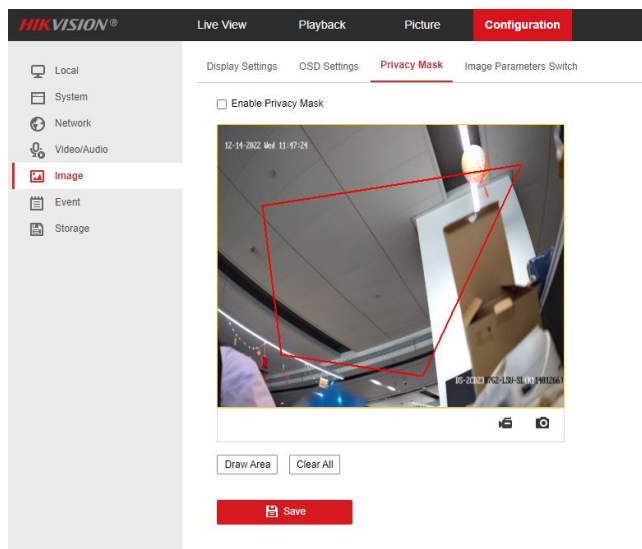 HIKVISION®
Live View
Playback
Picture
Configuration
Local
System
Network
Video/Audio
Image
Event
Storage
Display Settings
OSD Settings
Privacy Mask
Image Parameters Switch
Enable Privacy Mask
12-14-2022 Wed 11:47:24
Draw Area
Clear All
Save